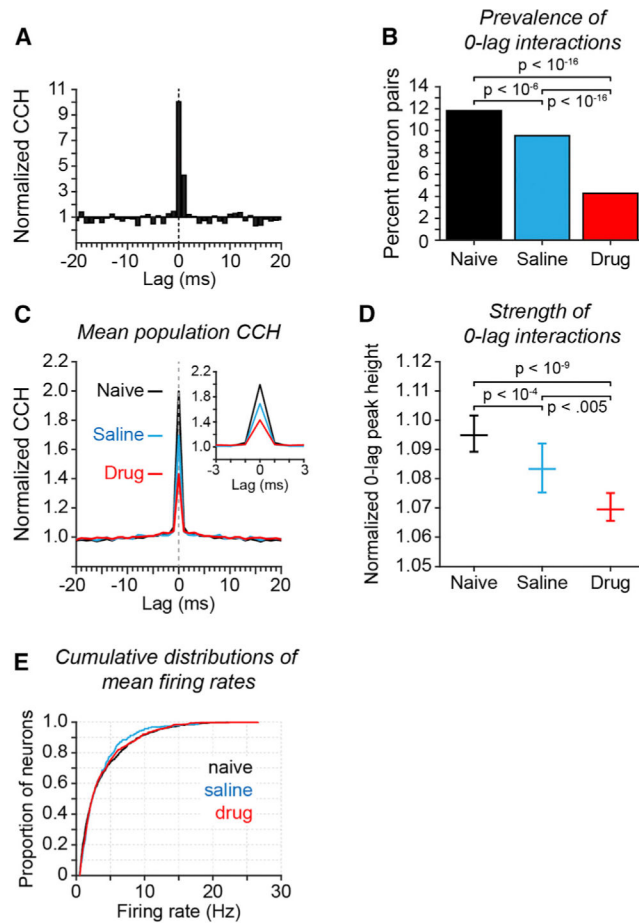 A
Normalized CCH
11
9
7
5
3
1
-20
-10
0
10
20
Lag (ms)
B
Prevalence of
0-lag interactions
p < 10-16
p < 10-6
p < 10-16
Percent neuron pairs
14
12
10
8
6
4
2
0
Naive
Saline
Drug
C
Mean population CCH
Normalized CCH
2.2
2.0
1.8
1.6
1.4
1.2
1.0
Naive
Saline
Drug
2.2
2.0
1.8
1.6
1.4
1.2
1.0
-3
0
3
Lag (ms)
-20
-10
0
10
20
Lag (ms)
D
Strength of
0-lag interactions
Normalized 0-lag peak height
1.12
1.11
1.10
1.09
1.08
1.07
1.06
1.05
p < 10-9
p < 10-4
p < .005
Naive
Saline
Drug
E
Cumulative distributions of
mean firing rates
Proportion of neurons
1.0
0.8
0.6
0.4
0.2
0
naive
saline
drug
0
10
20
30
Firing rate (Hz)